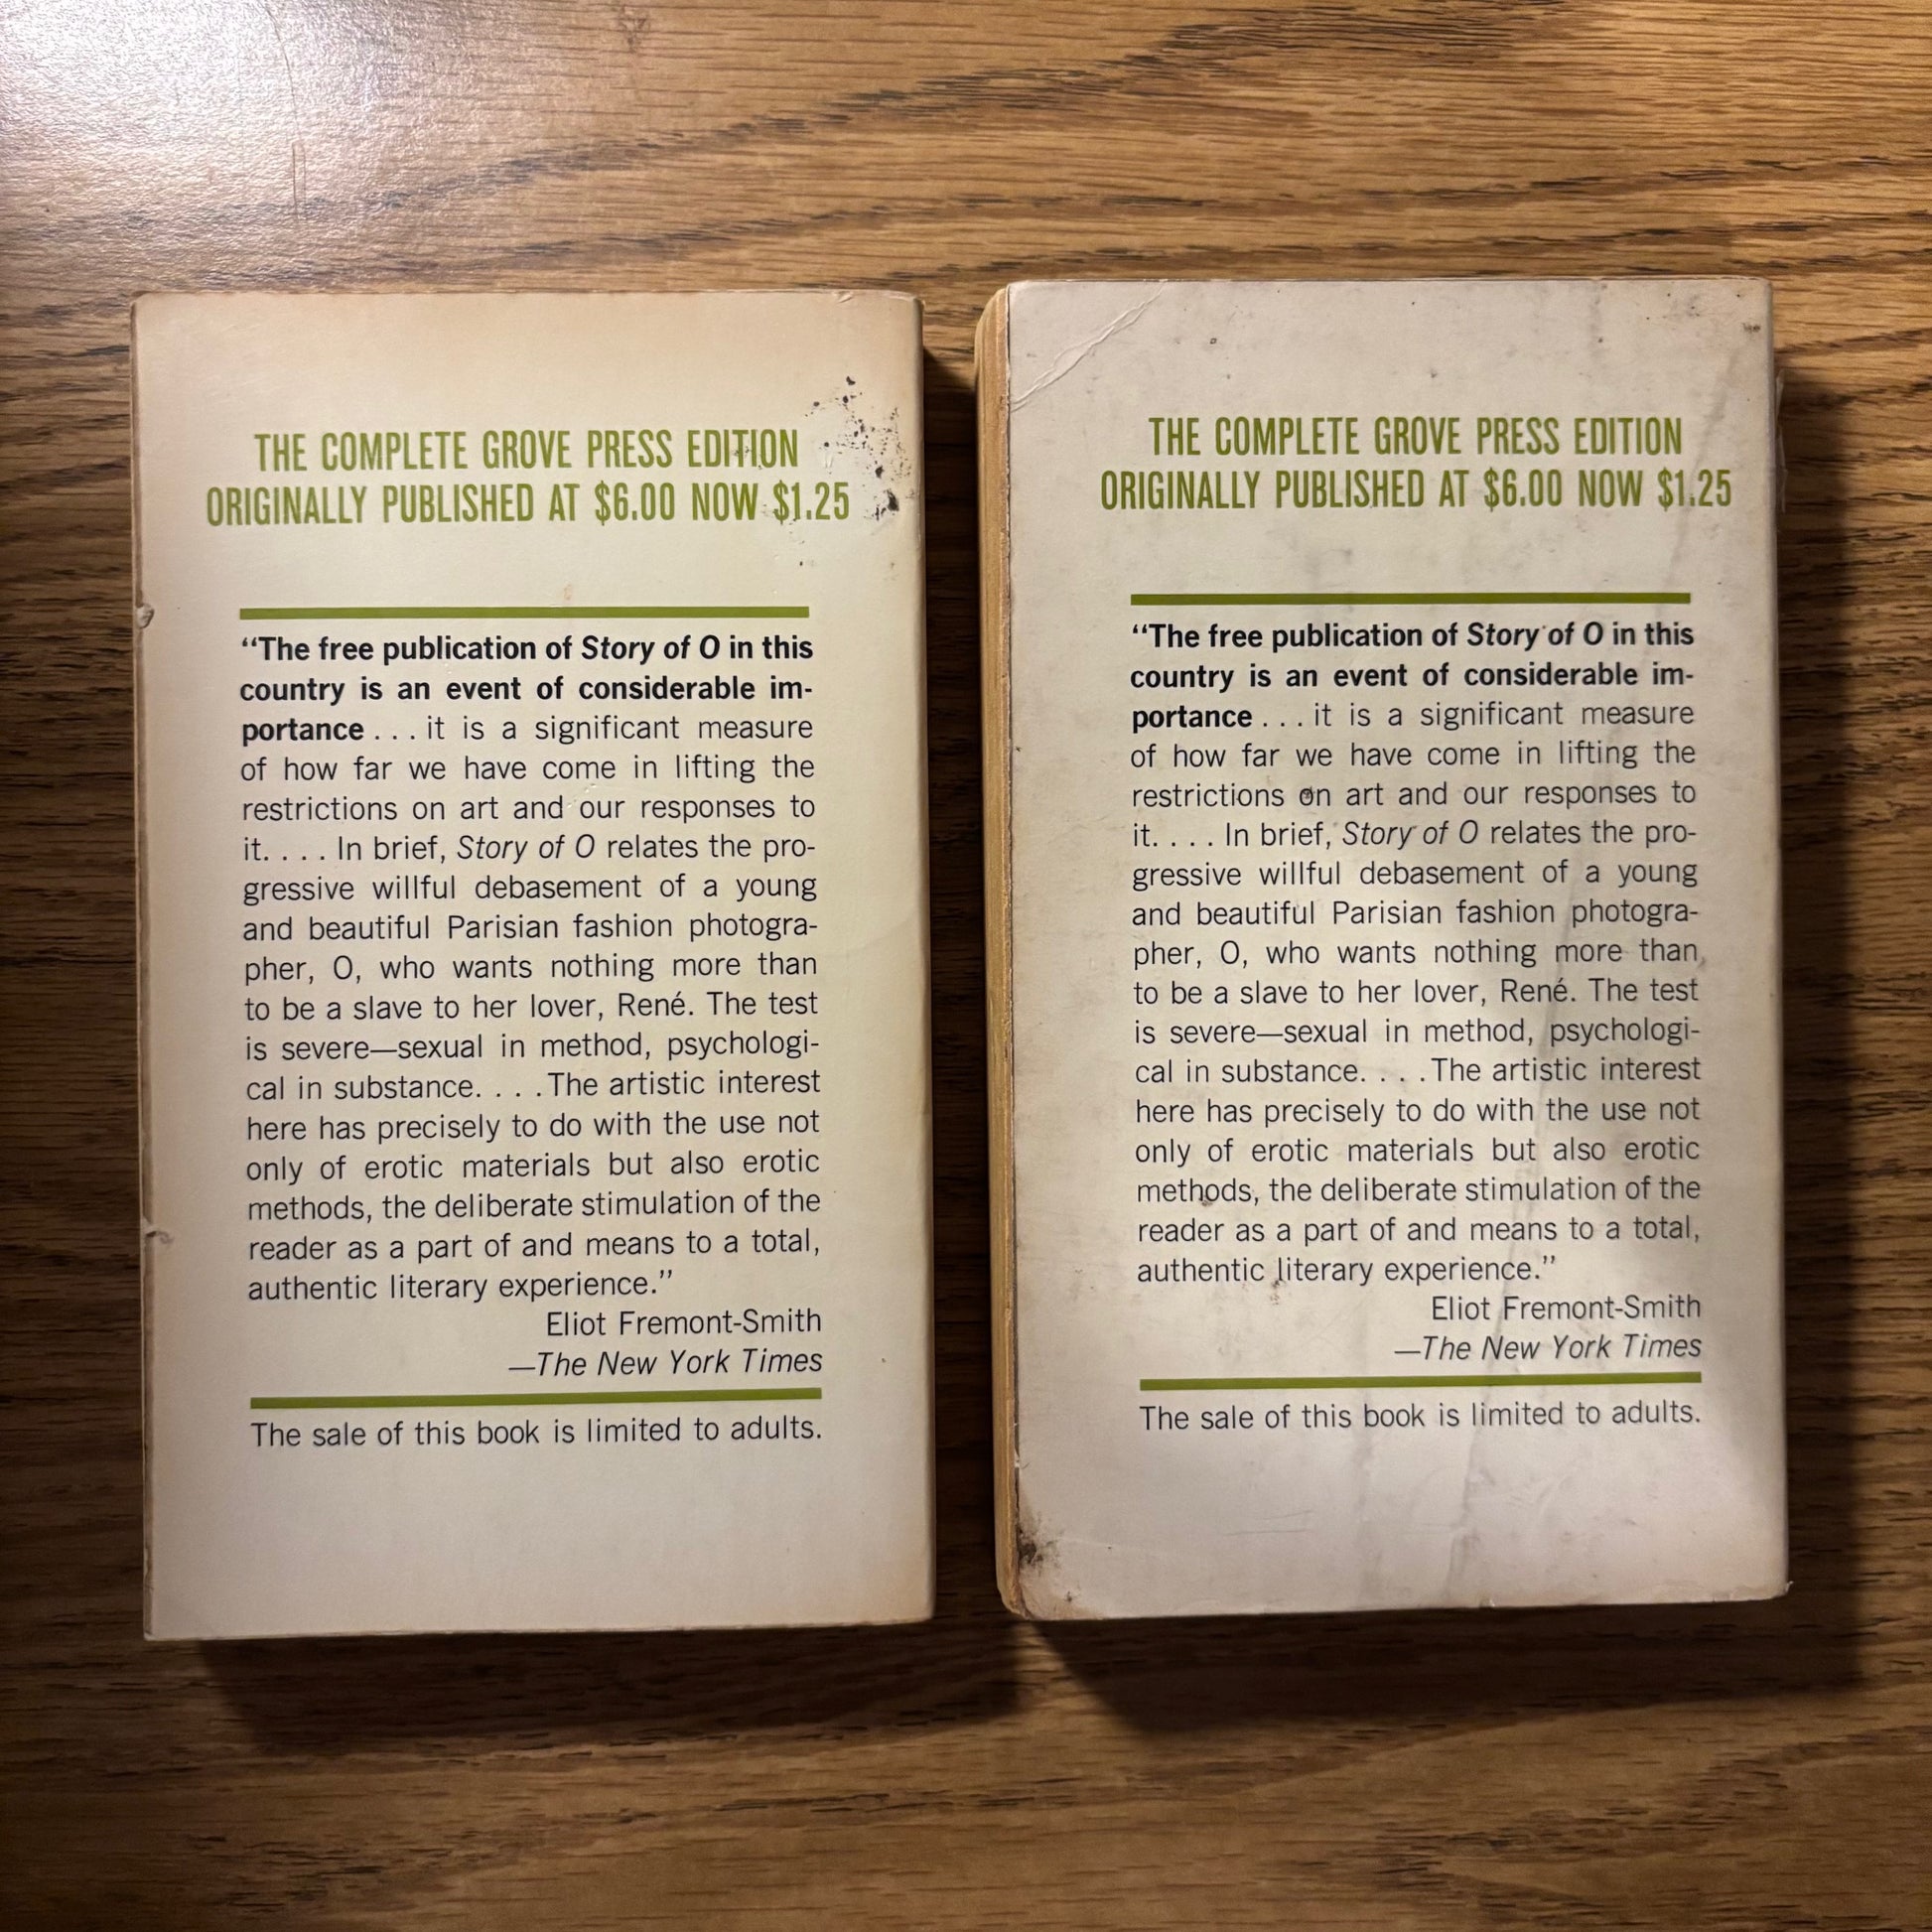 THE COMPLETE GROVE PRESS EDITION
ORIGINALLY PUBLISHED AT $6.00 NOW $1.25
“The free publication of Story of O in this
country is an event of considerable im-
portance . . . it is a significant measure
of how far we have come in lifting the
restrictions on art and our responses to
it. . . . In brief, Story of O relates the pro-
gressive willful debasement of a young
and beautiful Parisian fashion photogra-
pher, O, who wants nothing more than
to be a slave to her lover, René. The test
is severe—sexual in method, psychologi-
cal in substance. . . . The artistic interest
here has precisely to do with the use not
only of erotic materials but also erotic
methods, the deliberate stimulation of the
reader as a part of and means to a total,
authentic literary experience.”
Eliot Fremont-Smith
—The New York Times
The sale of this book is limited to adults.
THE COMPLETE GROVE PRESS EDITION
ORIGINALLY PUBLISHED AT $6.00 NOW $1.25
“The free publication of Story of O in this
country is an event of considerable im-
portance . . . it is a significant measure
of how far we have come in lifting the
restrictions on art and our responses to
it. . . . In brief, Story of O relates the pro-
gressive willful debasement of a young
and beautiful Parisian fashion photogra-
pher, O, who wants nothing more than
to be a slave to her lover, René. The test
is severe—sexual in method, psychologi-
cal in substance. . . . The artistic interest
here has precisely to do with the use not
only of erotic materials but also erotic
methods, the deliberate stimulation of the
reader as a part of and means to a total,
authentic literary experience.”
Eliot Fremont-Smith
—The New York Times
The sale of this book is limited to adults.